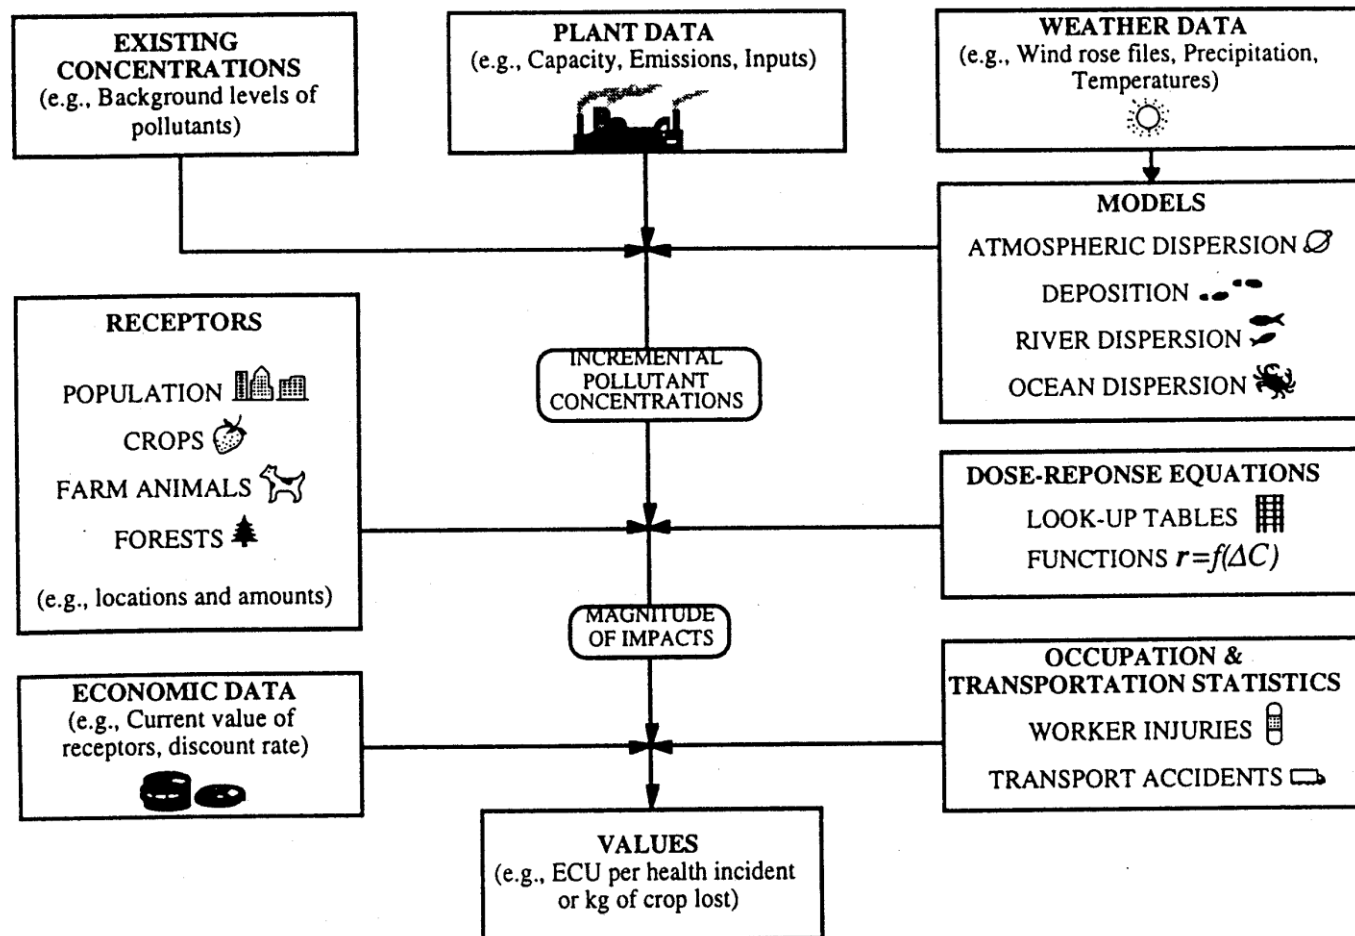 EXISTING
CONCENTRATIONS
(e.g., Background levels of
pollutants)
PLANT DATA
(e.g., Capacity, Emissions, Inputs)
WEATHER DATA
(e.g., Wind rose files, Precipitation,
Temperatures)
MODELS
ATMOSPHERIC DISPERSION
DEPOSITION
RIVER DISPERSION
OCEAN DISPERSION
RECEPTORS
POPULATION
CROPS
FARM ANIMALS
FORESTS
(e.g., locations and amounts)
INCREMENTAL
POLLUTANT
CONCENTRATIONS
DOSE-REPONSE EQUATIONS
LOOK-UP TABLES
FUNCTIONS r=f(ΔC)
MAGNITUDE
OF IMPACTS
ECONOMIC DATA
(e.g., Current value of
receptors, discount rate)
OCCUPATION &
TRANSPORTATION STATISTICS
WORKER INJURIES
TRANSPORT ACCIDENTS
VALUES
(e.g., ECU per health incident
or kg of crop lost)